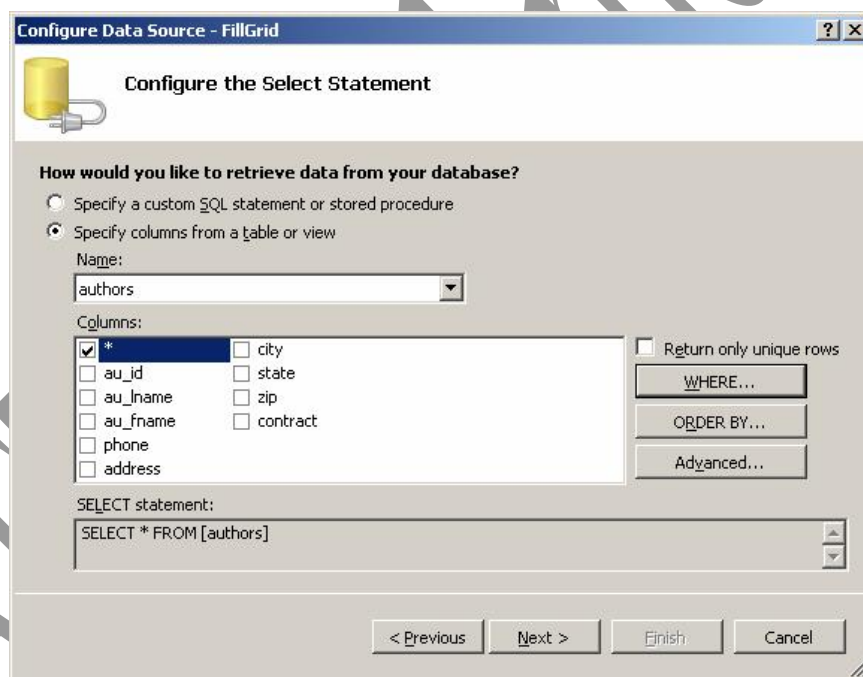 Configure Data Source - FillGrid
Configure the Select Statement
How would you like to retrieve data from your database?
Specify a custom SQL statement or stored procedure
Specify columns from a table or view
Name:
authors
Columns:
* city
au_id state
au_lname zip
au_fname contract
phone
address
Return only unique rows
WHERE...
ORDER BY...
Advanced...
SELECT statement:
SELECT * FROM [authors]
< Previous Next > Finish Cancel